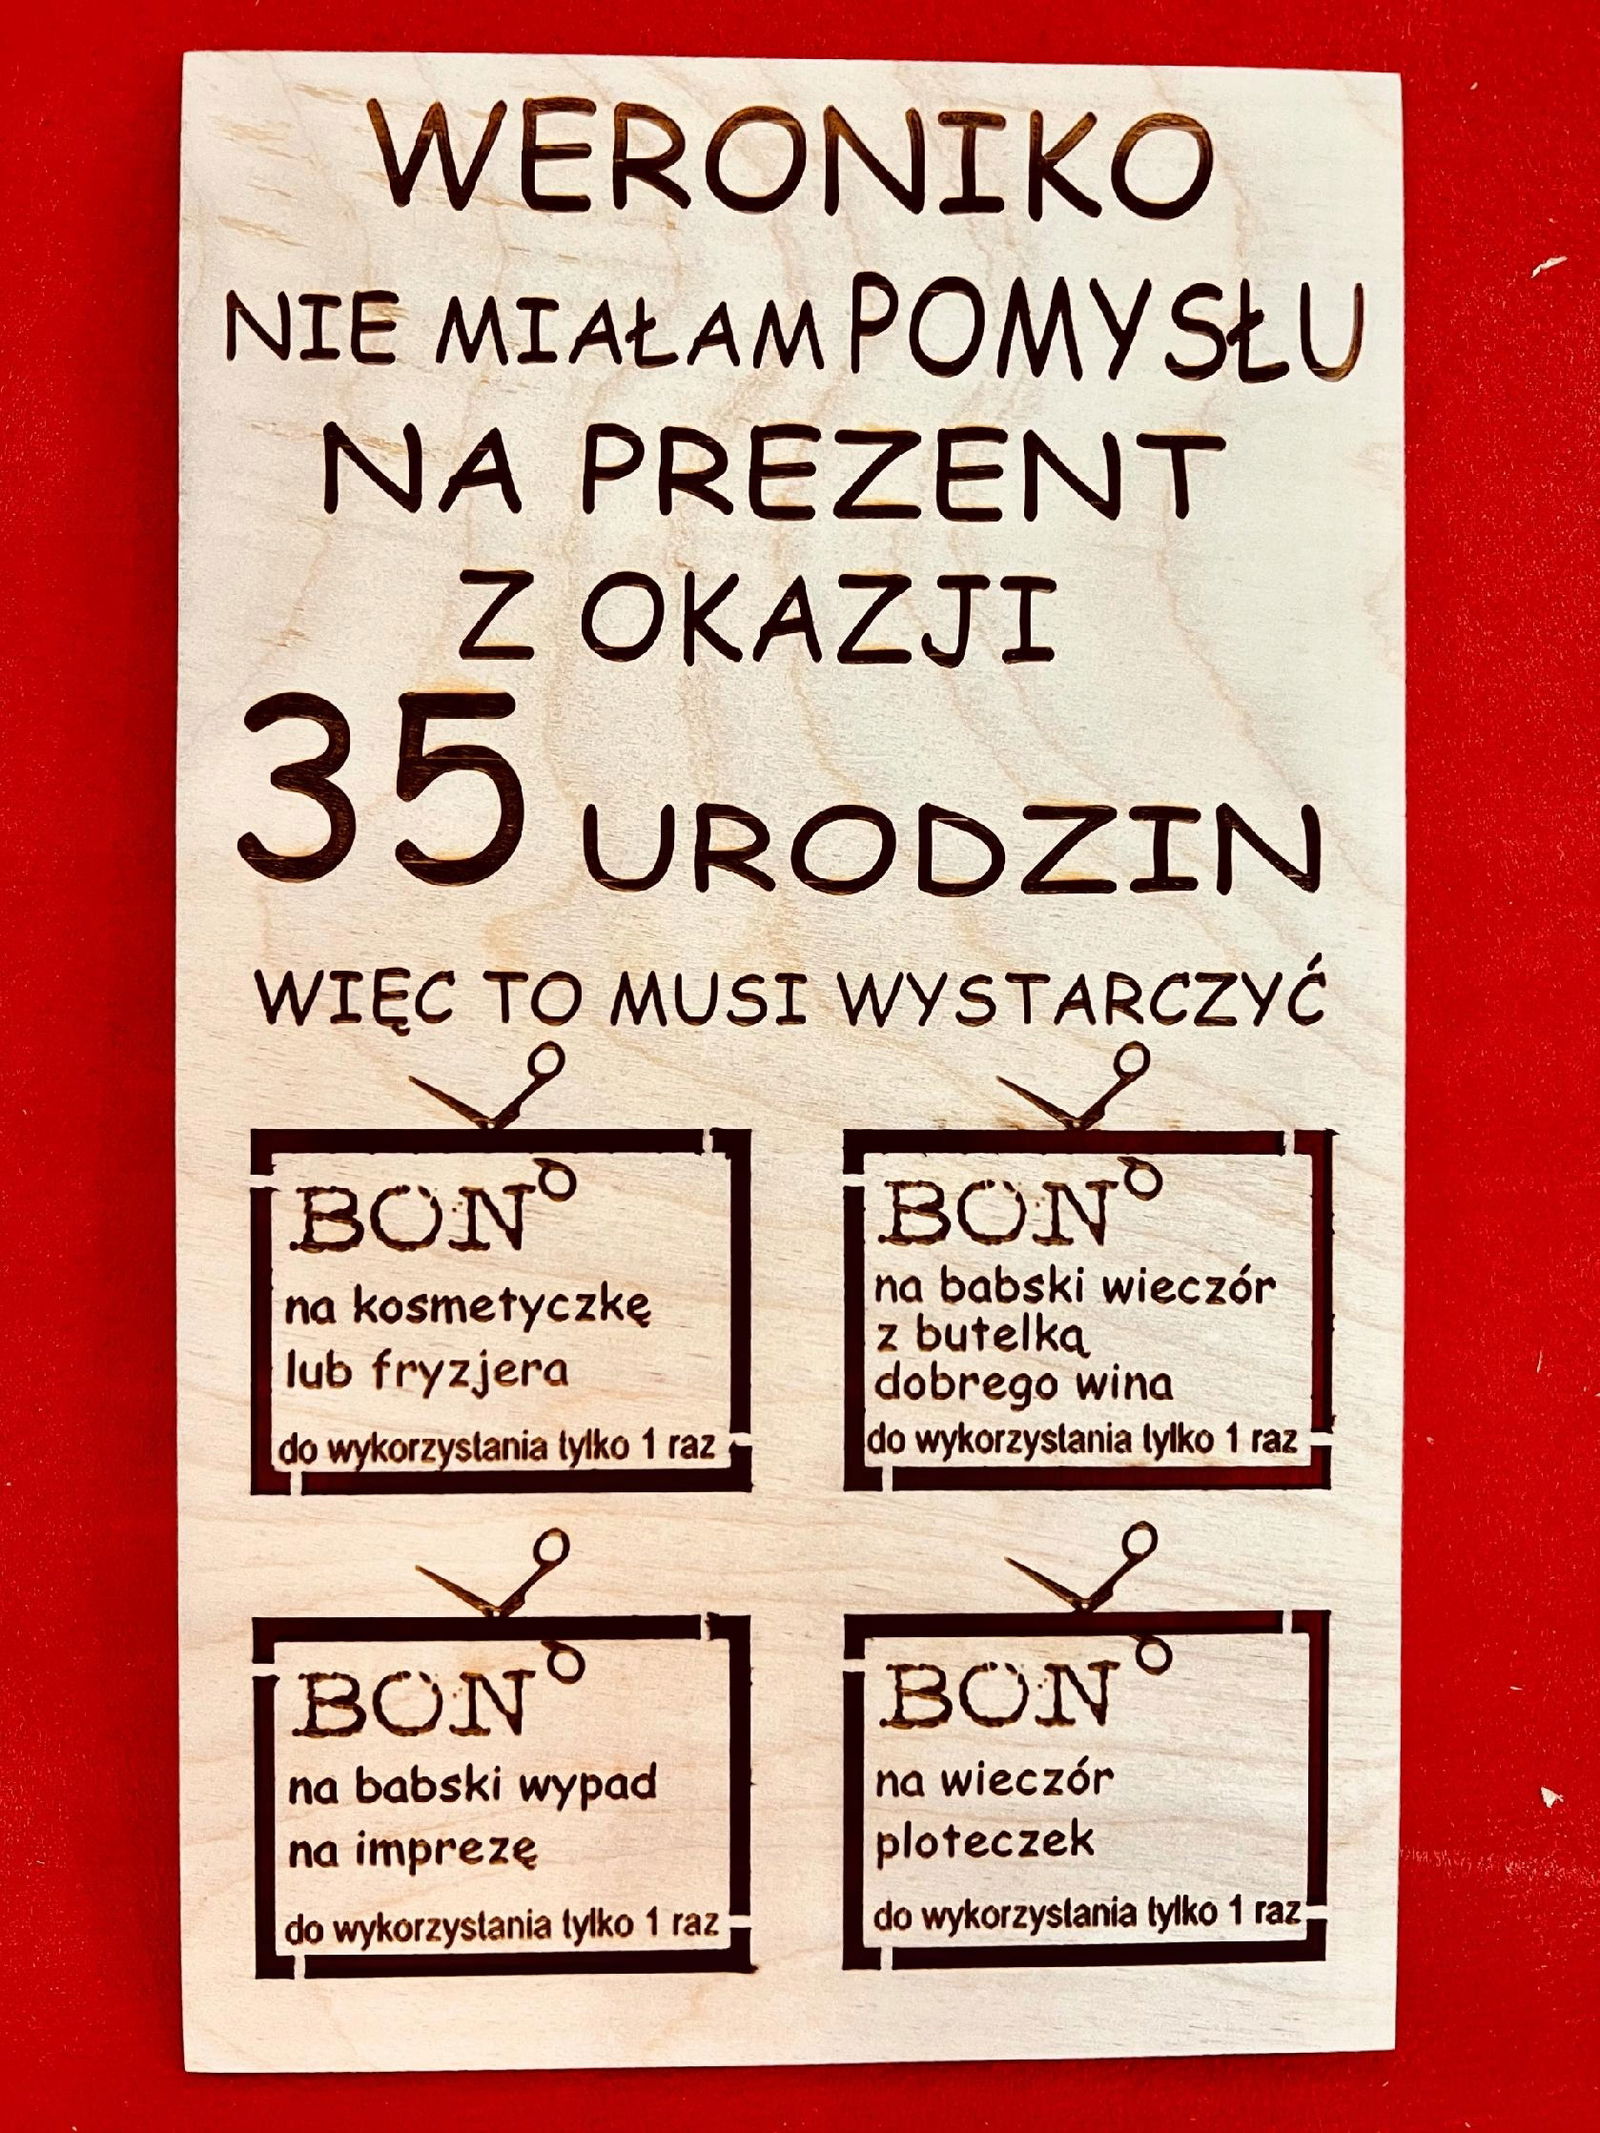 WERONIKO
NIE MIAŁAM POMYSŁU
NA PREZENT
Z OKAZJI
35 URODZIN
WIĘC TO MUSI WYSTARCZYĆ
BON
na kosmetyczkę
lub fryzjera
do wykorzystania tylko 1 raz
BON
na babski wieczór
z butelką
dobrego wina
do wykorzystania tylko 1 raz
BON
na babski wypad
na imprezę
do wykorzystania tylko 1 raz
BON
na wieczór
ploteczek
do wykorzystania tylko 1 raz